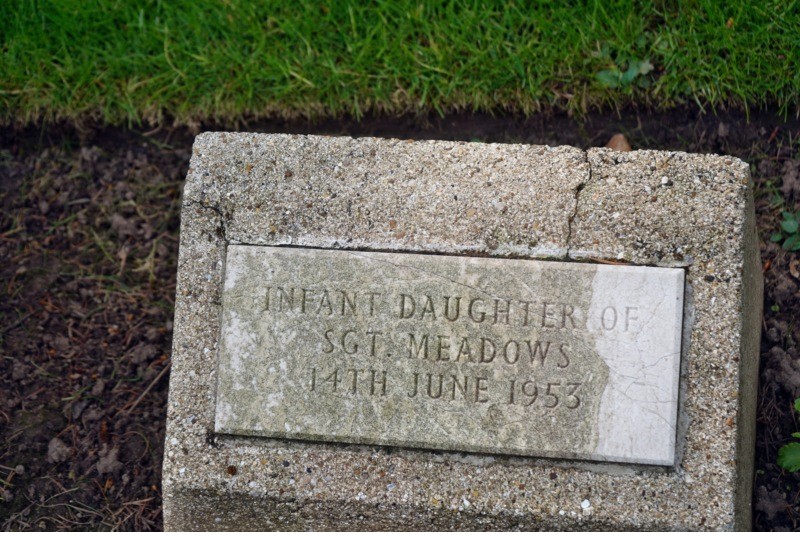 INFANT DAUGHTER OF
SGT. MEADOWS
14TH JUNE 1953